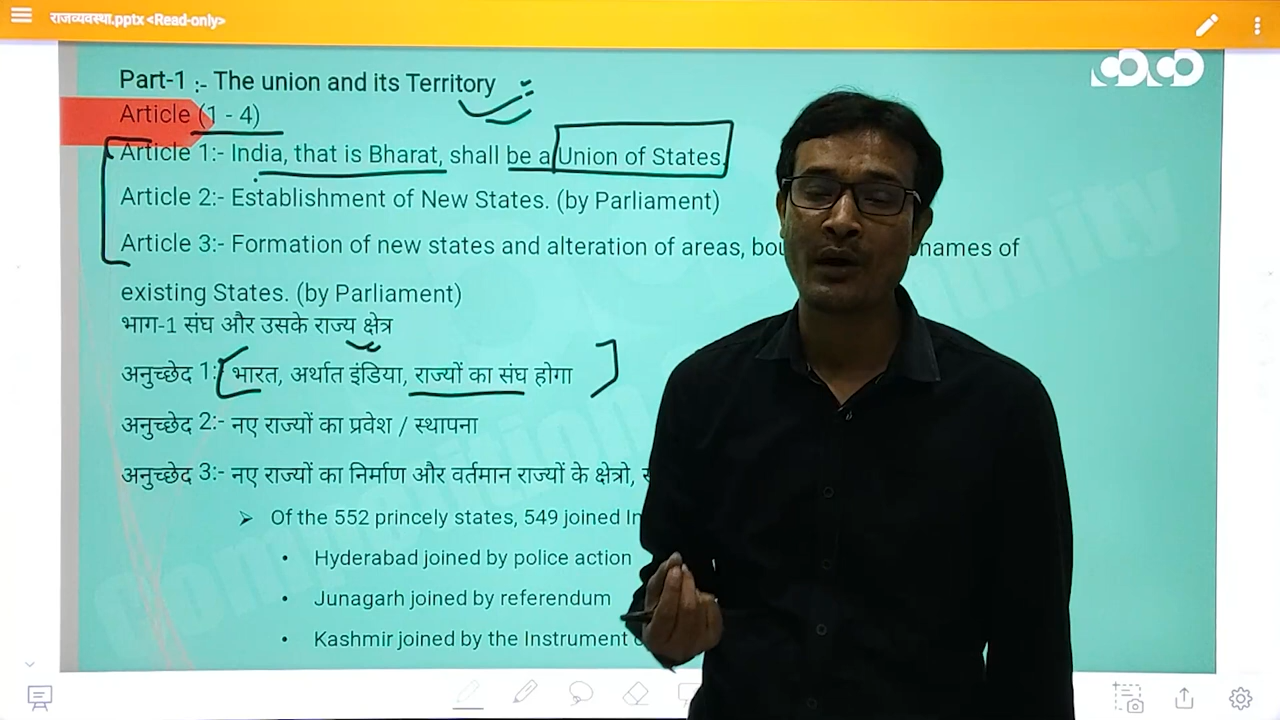 राजव्यवस्था.pptx <Read-only>
COCO
Part-1 :- The union and its Territory
Article (1 - 4)
Article 1:- India, that is Bharat, shall be a Union of States.
Article 2:- Establishment of New States. (by Parliament)
Article 3:- Formation of new states and alteration of areas, names of
existing States. (by Parliament)
भाग-1 संघ और उसके राज्य क्षेत्र
अनुच्छेद 1:- भारत, अर्थात इंडिया, राज्यों का संघ होगा
अनुच्छेद 2:- नए राज्यों का प्रवेश / स्थापना
अनुच्छेद 3:- नए राज्यों का निर्माण और वर्तमान राज्यों के क्षेत्रो,
➢ Of the 552 princely states, 549 joined
• Hyderabad joined by police action
• Junagarh joined by referendum
• Kashmir joined by the Instrument